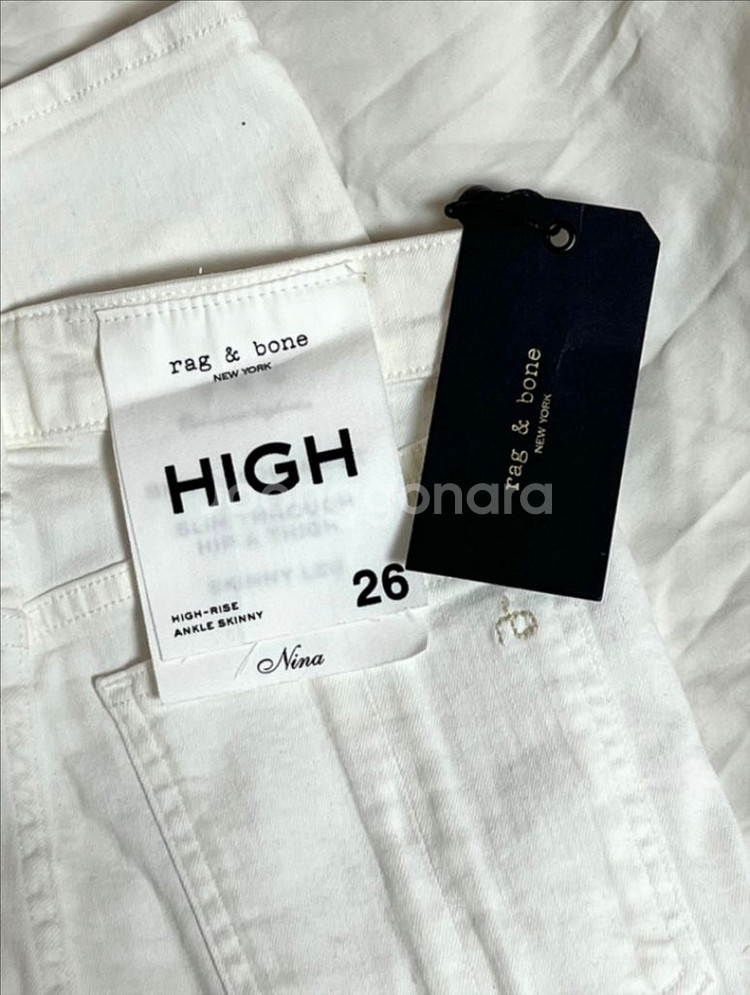 rag & bone
NEW YORK
HIGH
SLIM THROUGH
HIP & THIGH
SKINNY LEG
26
HIGH-RISE
ANKLE SKINNY
Nina
rag & bone
NEW YORK
rb